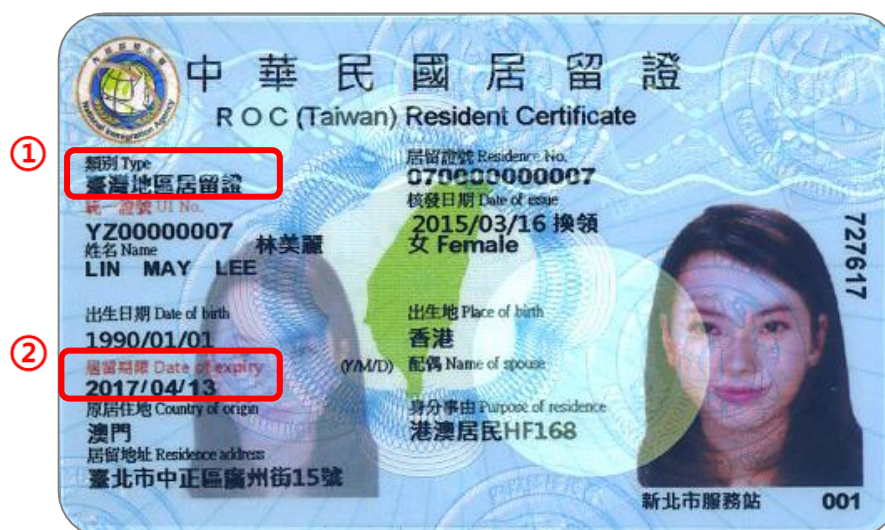 中華民國居留證
ROC (Taiwan) Resident Certificate
①
類別 Type
臺灣地區居留證
居留證號 Residence No.
070000000007
統一證號 UI No.
YZ00000007
核發日期 Date of issue
2015/03/16 換領
姓名 Name
林美麗
女 Female
LIN MAY LEE
727617
出生日期 Date of birth
1990/01/01
出生地 Place of birth
香港
②
居留期限 Date of expiry
(Y/M/D)
2017/04/13
配偶 Name of spouse
原居住地 Country of origin
澳門
身分事由 Purpose of residence
港澳居民HF168
居留地址 Residence address
臺北市中正區廣州街15號
新北市服務站
001
National Immigration Agency